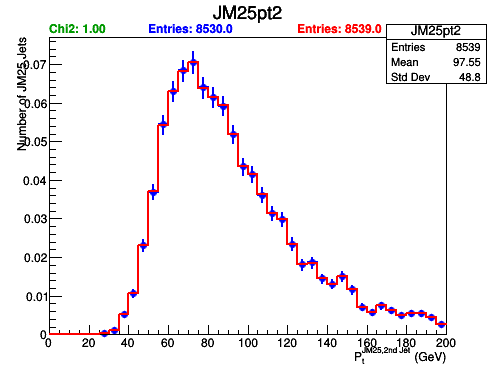 JM25pt2
Chi2: 1.00 Entries: 8530.0 Entries: 8539.0
JM25pt2
Entries 8539
Mean 97.55
Std Dev 48.8
Number of JM25 Jets
0.07
0.06
0.05
0.04
0.03
0.02
0.01
0
0 20 40 60 80 100 120 140 160 180 200
P_t^JM25,2nd Jet (GeV)